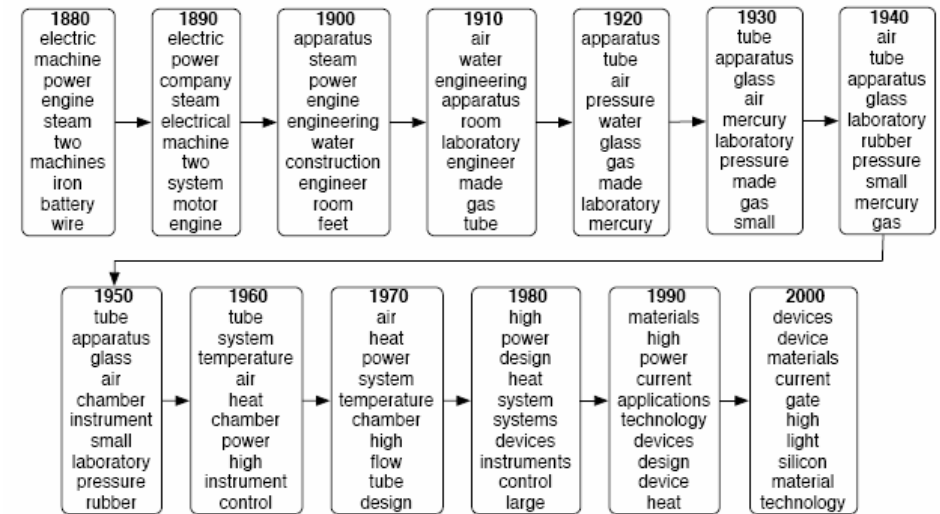 1880
electric
machine
power
engine
steam
two
machines
iron
battery
wire
1890
electric
power
company
steam
electrical
machine
two
system
motor
engine
1900
apparatus
steam
power
engine
engineering
water
construction
engineer
room
feet
1910
air
water
engineering
apparatus
room
laboratory
engineer
made
gas
tube
1920
apparatus
tube
air
pressure
water
glass
gas
made
laboratory
mercury
1930
tube
apparatus
glass
air
mercury
laboratory
pressure
made
gas
small
1940
air
tube
apparatus
glass
laboratory
rubber
pressure
small
mercury
gas
1950
tube
apparatus
glass
air
chamber
instrument
small
laboratory
pressure
rubber
1960
tube
system
temperature
air
heat
chamber
power
high
instrument
control
1970
air
heat
power
system
temperature
chamber
high
flow
tube
design
1980
high
power
design
heat
system
systems
devices
instruments
control
large
1990
materials
high
power
current
applications
technology
devices
design
device
heat
2000
devices
device
materials
current
gate
high
light
silicon
material
technology